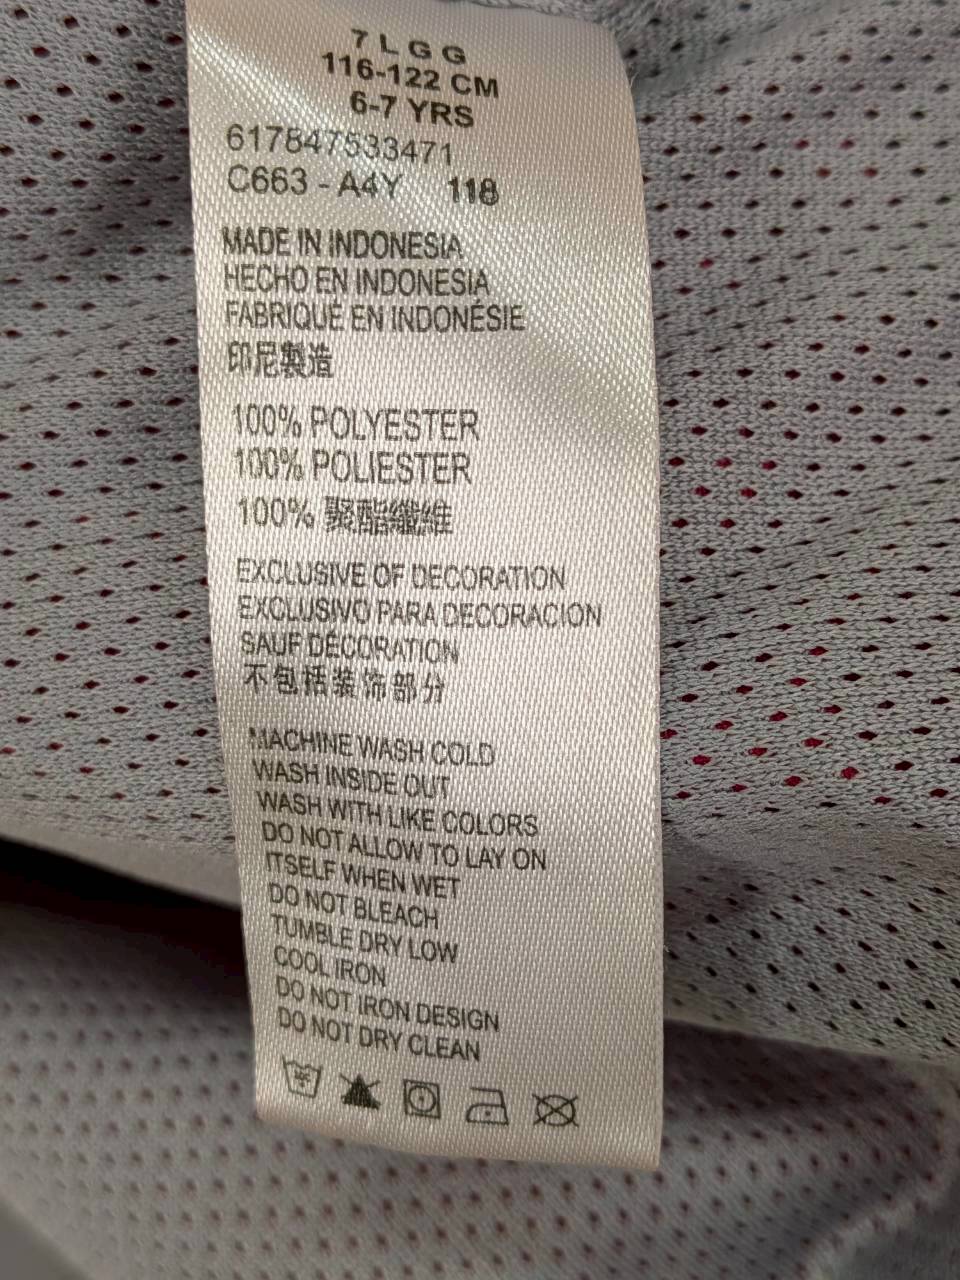 7 L G G
116-122 CM
6-7 YRS
617847533471
C663 - A4Y 118
MADE IN INDONESIA
HECHO EN INDONESIA
FABRIQUÉ EN INDONÉSIE
印尼製造
100% POLYESTER
100% POLIESTER
100% 聚酯纖維
EXCLUSIVE OF DECORATION
EXCLUSIVO PARA DECORACION
SAUF DÉCORATION
不包括装饰部分
MACHINE WASH COLD
WASH INSIDE OUT
WASH WITH LIKE COLORS
DO NOT ALLOW TO LAY ON
ITSELF WHEN WET
DO NOT BLEACH
TUMBLE DRY LOW
COOL IRON
DO NOT IRON DESIGN
DO NOT DRY CLEAN